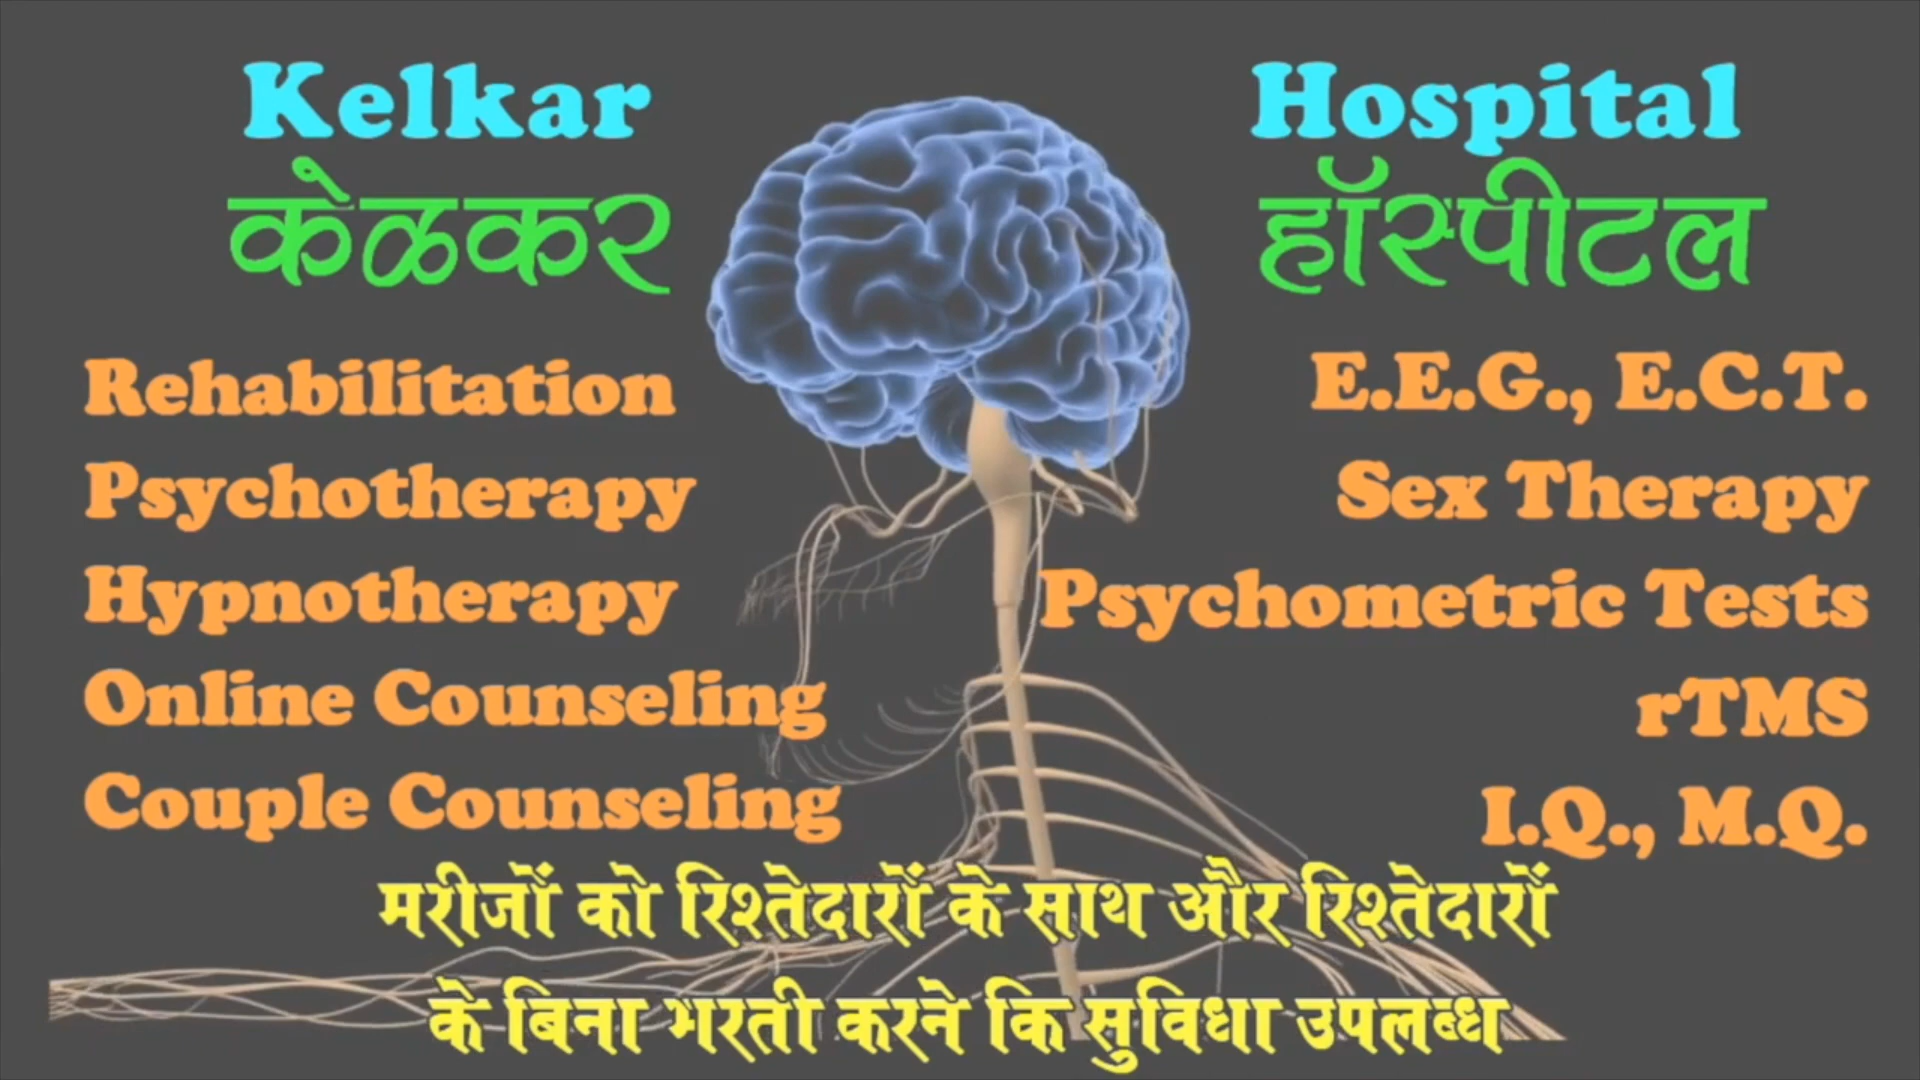 Kelkar Hospital
केळकर हॉस्पीटल
Rehabilitation
Psychotherapy
Hypnotherapy
Online Counseling
Couple Counseling
E.E.G., E.C.T.
Sex Therapy
Psychometric Tests
rTMS
I.Q., M.Q.
मरीजों को रिश्तेदारों के साथ और रिश्तेदारों
के बिना भरती करने कि सुविधा उपलब्ध